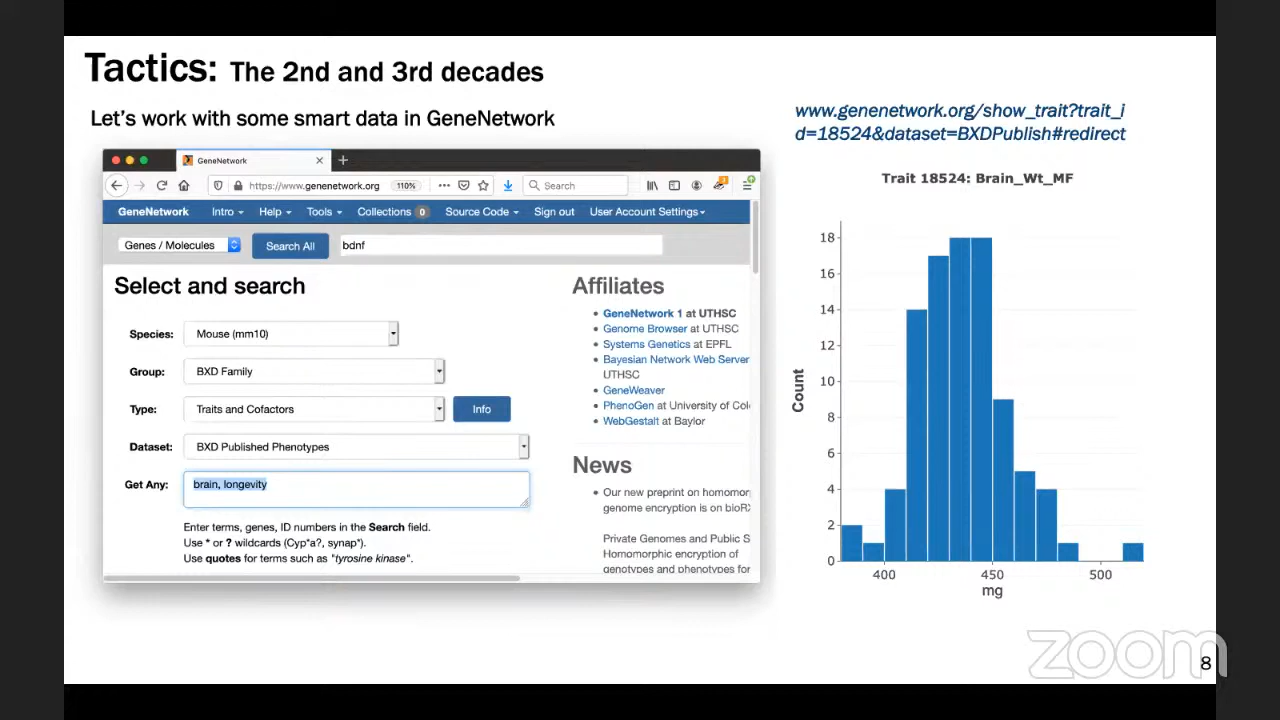 Tactics: The 2nd and 3rd decades
Let's work with some smart data in GeneNetwork
GeneNetwork
https://www.genenetwork.org
110%
Search
3
GeneNetwork
Intro
Help
Tools
Collections 0
Source Code
Sign out
User Account Settings
Genes / Molecules
Search All
bdnf
Select and search
Species: Mouse (mm10)
Group: BXD Family
Type: Traits and Cofactors
Info
Dataset: BXD Published Phenotypes
Get Any: brain, longevity
Enter terms, genes, ID numbers in the Search field.
Use * or ? wildcards (Cyp*a?, synap*).
Use quotes for terms such as "tyrosine kinase".
Affiliates
GeneNetwork 1 at UTHSC
Genome Browser at UTHSC
Systems Genetics at EPFL
Bayesian Network Web Server
UTHSC
GeneWeaver
PhenoGen at University of Col
WebGestalt at Baylor
News
Our new preprint on homomor
genome encryption is on bioRX
Private Genomes and Public S
Homomorphic encryption of
genotypes and phenotypes for
www.genenetwork.org/show_trait?trait_i
d=18524&dataset=BXDPublish#redirect
Trait 18524: Brain_Wt_MF
18
16
14
12
10
8
6
4
2
0
Count
400
450
500
mg
zoom
8